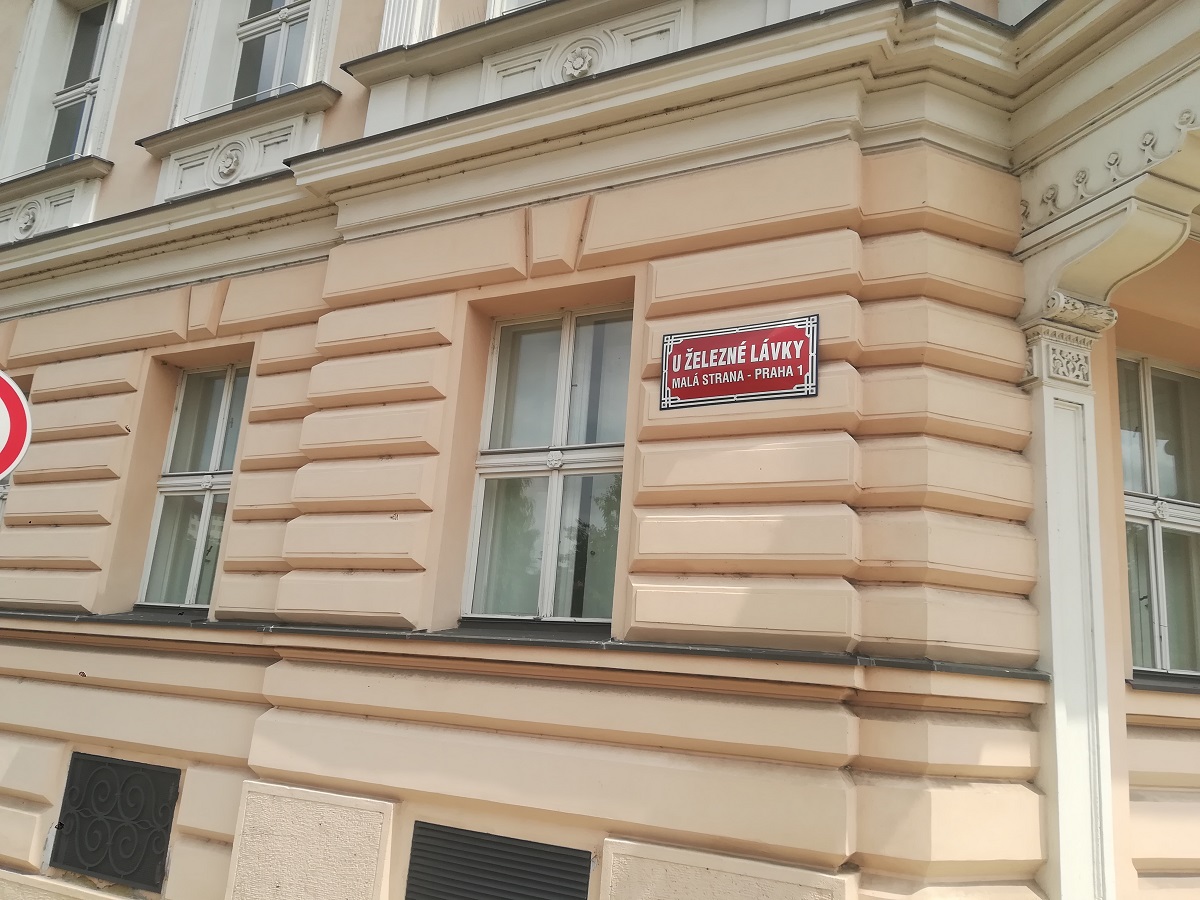 U ŽELEZNÉ LÁVKY
MALÁ STRANA - PRAHA 1